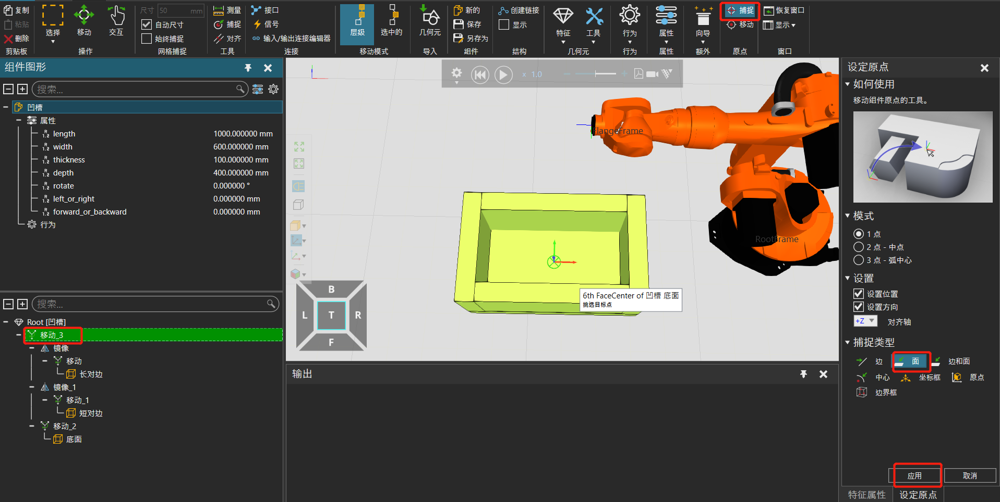 复制
粘贴
删除
剪贴板
选择
移动
交互
操作
尺寸 50 mm
自动尺寸
始终捕捉
网格捕捉
测量
捕捉
对齐
工具
接口
信号
输入/输出连接编辑器
连接
层级
选中的
移动模式
几何元
导入
新的
保存
另存为
组件
创建链接
显示
结构
特征
工具
几何元
行为
行为
属性
属性
向导
额外
捕捉
移动
原点
恢复窗口
显示
窗口
组件图形
搜索...
凹槽
属性
length 1000.000000 mm
width 600.000000 mm
thickness 100.000000 mm
depth 400.000000 mm
rotate 0.000000 °
left_or_right 0.000000 mm
forward_or_backward 0.000000 mm
行为
搜索...
Root [凹槽]
移动_3
镜像
移动
长对边
镜像_1
移动_1
短对边
移动_2
底面
x 1.0
FlangeFrame
RootFrame
6th FaceCenter of 凹槽 底面
挑选目标点
B
L T R
F
输出
设定原点
如何使用
移动组件原点的工具。
模式
1 点
2 点 - 中点
3 点 - 弧中心
设置
设置位置
设置方向
+Z 对齐轴
捕捉类型
边 面 边和面
中心 坐标框 原点
边界框
应用 取消
特征属性 设定原点